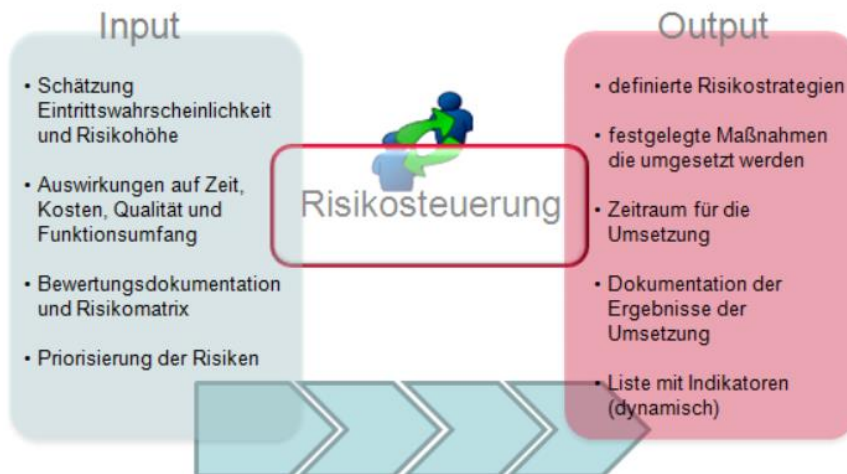 Input
• Schätzung
Eintrittswahrscheinlichkeit
und Risikohöhe
• Auswirkungen auf Zeit,
Kosten, Qualität und
Funktionsumfang
• Bewertungsdokumentation
und Risikomatrix
• Priorisierung der Risiken
Risikosteuerung
Output
• definierte Risikostrategien
• festgelegte Maßnahmen
die umgesetzt werden
• Zeitraum für die
Umsetzung
• Dokumentation der
Ergebnisse der
Umsetzung
• Liste mit Indikatoren
(dynamisch)